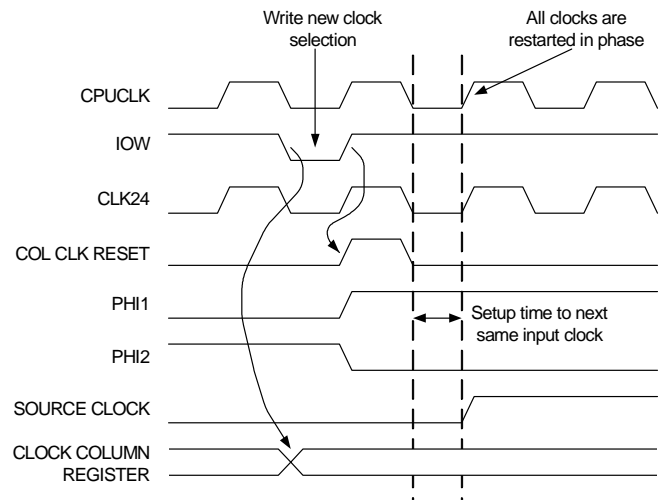 Write new clock
selection
All clocks are
restarted in phase
CPUCLK
IOW
CLK24
COL CLK RESET
PHI1
Setup time to next
same input clock
PHI2
SOURCE CLOCK
CLOCK COLUMN
REGISTER